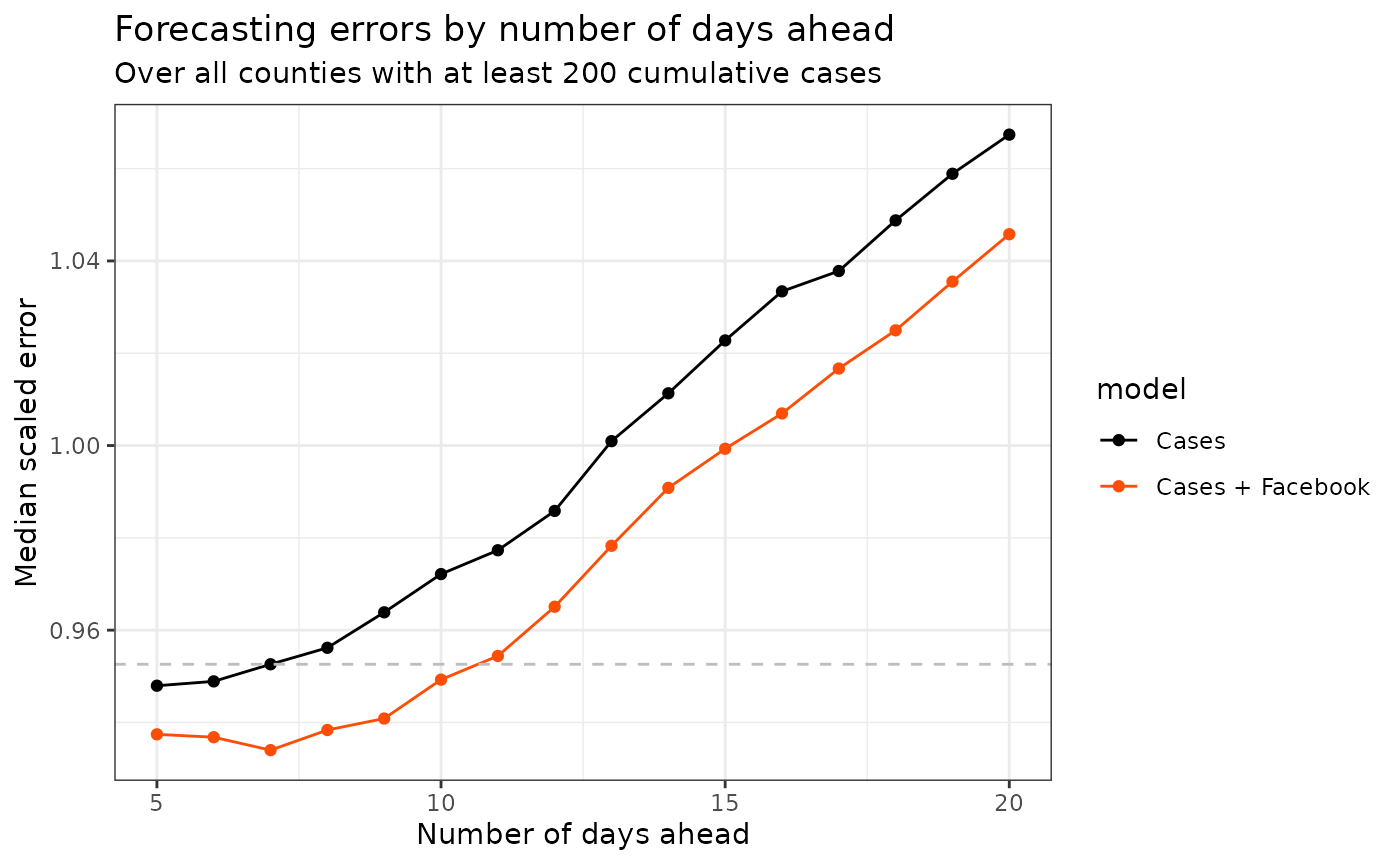 Forecasting errors by number of days ahead
Over all counties with at least 200 cumulative cases
Median scaled error
1.04
1.00
0.96
5
10
15
20
Number of days ahead
model
Cases
Cases + Facebook